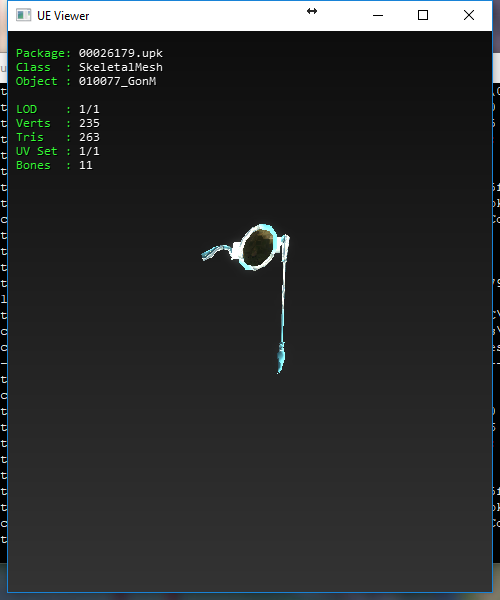 UE Viewer
Package: 00026179.upk
Class : SkeletalMesh
Object : 010077_GonM
LOD : 1/1
Verts : 235
Tris : 263
UV Set : 1/1
Bones : 11